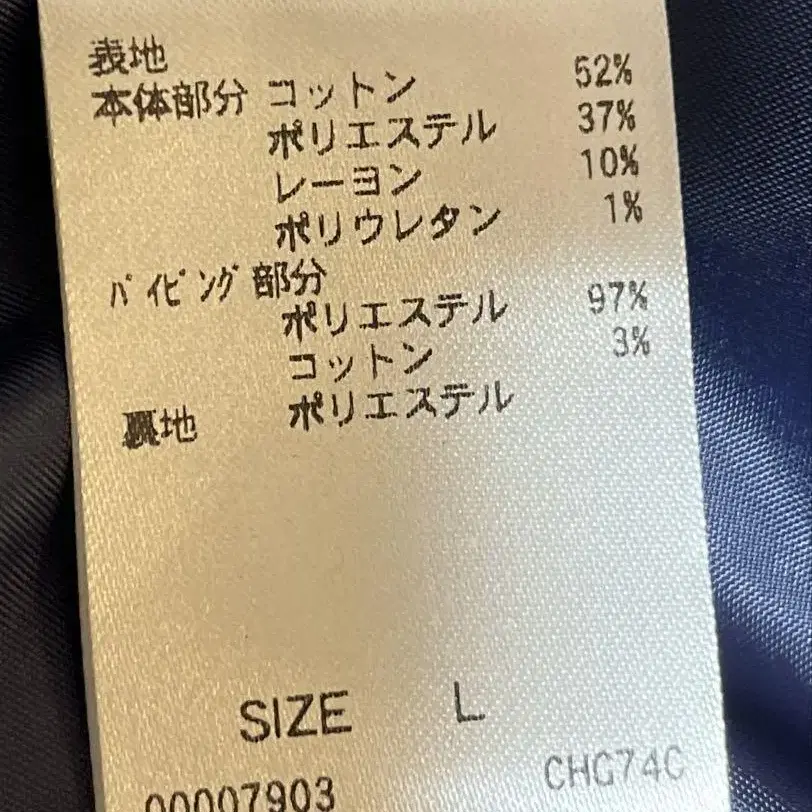 表地
本体部分 コットン 52%
ポリエステル 37%
レーヨン 10%
ポリウレタン 1%
パイピング部分
ポリエステル 97%
コットン 3%
裏地 ポリエステル
SIZE L
00007903 CHG74C